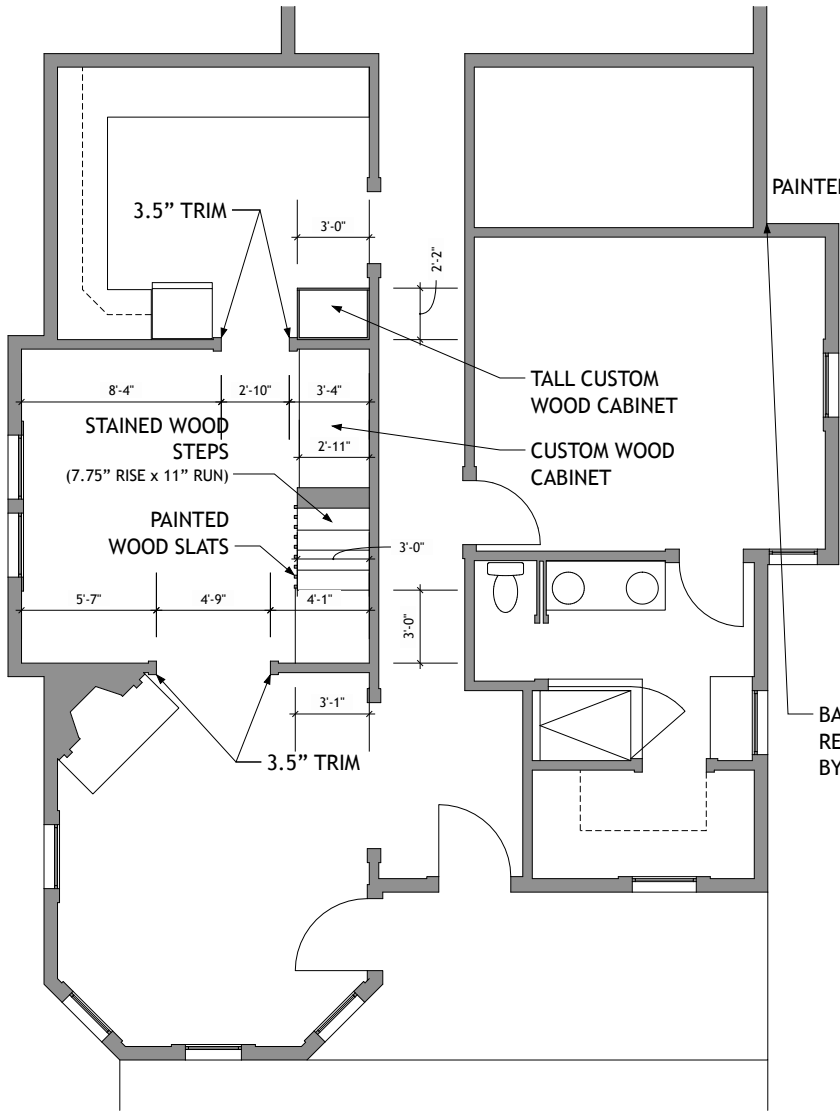 PAINTE
3.5” TRIM
3'-0"
2'-2"
TALL CUSTOM
WOOD CABINET
8'-4"
2'-10"
3'-4"
STAINED WOOD
STEPS
(7.75” RISE x 11” RUN)
2'-11"
CUSTOM WOOD
CABINET
PAINTED
WOOD SLATS
3'-0"
5'-7"
4'-9"
4'-1"
3'-0"
3'-1"
3.5” TRIM
BA
RE
BY